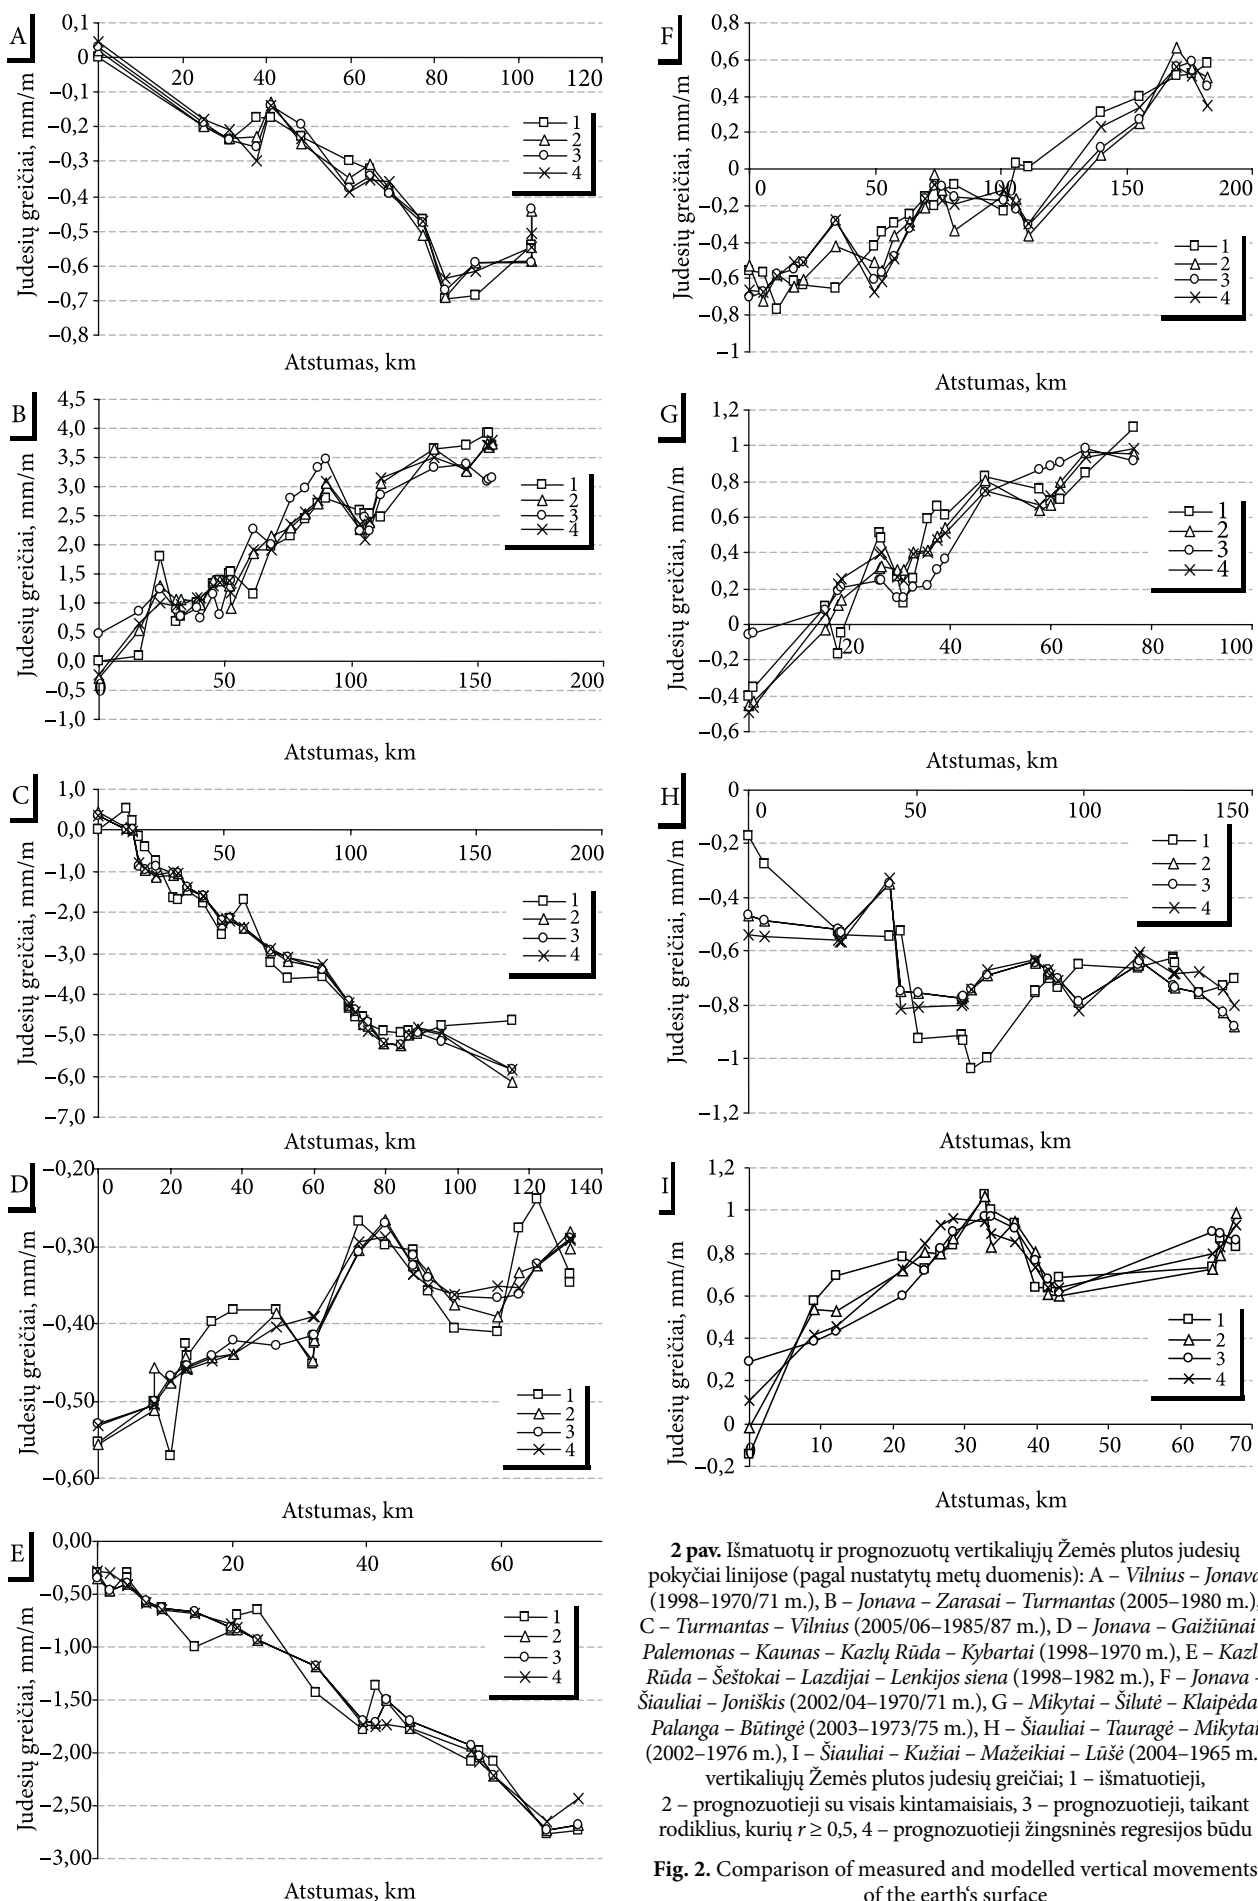 A
0,1
0
−0,1
−0,2
−0,3
−0,4
−0,5
−0,6
−0,7
−0,8
20 40 60 80 100 120
Judesių greičiai, mm/m
1
2
3
4
Atstumas, km
B
4,5
4,0
3,5
3,0
2,5
2,0
1,5
1,0
0,5
0,0
−0,5
−1,0
0 50 100 150 200
Judesių greičiai, mm/m
1
2
3
4
Atstumas, km
C
1,0
0,0
−1,0
−2,0
−3,0
−4,0
−5,0
−6,0
−7,0
50 100 150 200
Judesių greičiai, mm/m
1
2
3
4
Atstumas, km
D
−0,20
−0,30
−0,40
−0,50
−0,60
0 20 40 60 80 100 120 140
Judesių greičiai, mm/m
1
2
3
4
Atstumas, km
E
0,00
−0,50
−1,00
−1,50
−2,00
−2,50
−3,00
20 40 60
Judesių greičiai, mm/m
1
2
3
4
Atstumas, km
F
0,8
0,6
0,4
0,2
0
−0,2
−0,4
−0,6
−0,8
−1
0 50 100 150 200
Judesių greičiai, mm/m
1
2
3
4
Atstumas, km
G
1,2
1
0,8
0,6
0,4
0,2
0
−0,2
−0,4
−0,6
20 40 60 80 100
Judesių greičiai, mm/m
1
2
3
4
Atstumas, km
H
0
−0,2
−0,4
−0,6
−0,8
−1
−1,2
0 50 100 150
Judesių greičiai, mm/m
1
2
3
4
Atstumas, km
I
1,2
1
0,8
0,6
0,4
0,2
0
−0,2
10 20 30 40 50 60 70
Judesių greičiai, mm/m
1
2
3
4
Atstumas, km
2 pav. Išmatuotų ir prognozuotų vertikaliųjų Žemės plutos judesių
pokyčiai linijose (pagal nustatytų metų duomenis): A – Vilnius – Jonava
(1998–1970/71 m.), B – Jonava – Zarasai – Turmantas (2005–1980 m.),
C – Turmantas – Vilnius (2005/06–1985/87 m.), D – Jonava – Gaižiūnai
Palemonas – Kaunas – Kazlų Rūda – Kybartai (1998–1970 m.), E – Kazlų
Rūda – Šeštokai – Lazdijai – Lenkijos siena (1998–1982 m.), F – Jonava –
Šiauliai – Joniškis (2002/04–1970/71 m.), G – Mikytai – Šilutė – Klaipėda
Palanga – Būtingė (2003–1973/75 m.), H – Šiauliai – Tauragė – Mikytai
(2002–1976 m.), I – Šiauliai – Kužiai – Mažeikiai – Lūšė (2004–1965 m.
vertikaliųjų Žemės plutos judesių greičiai; 1 – išmatuotieji,
2 – prognozuotieji su visais kintamaisiais, 3 – prognozuotieji, taikant
rodiklius, kurių r ≥ 0,5, 4 – prognozuotieji žingsninės regresijos būdu
Fig. 2. Comparison of measured and modelled vertical movements
of the earth's surface